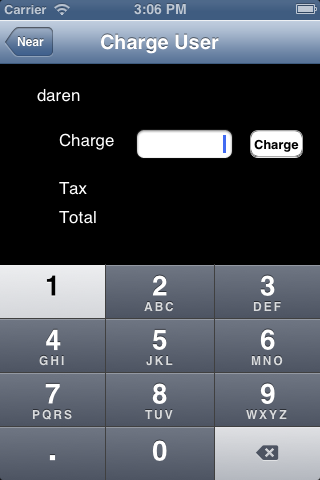 Carrier 3:06 PM
Near Charge User
daren
Charge Charge
Tax
Total
1 2 3
ABC DEF
4 5 6
GHI JKL MNO
7 8 9
PQRS TUV WXYZ
. 0